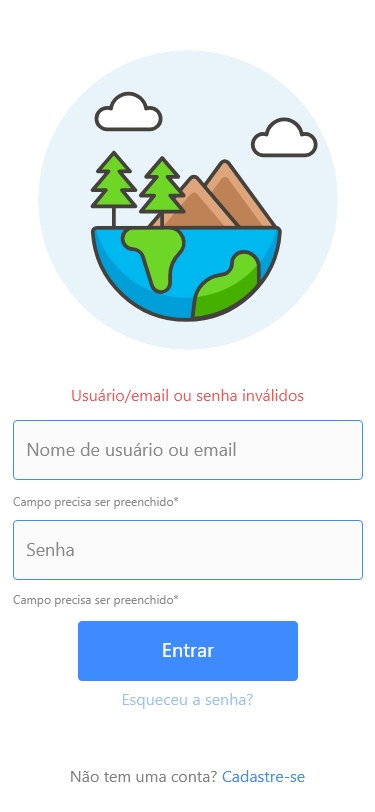 Usuário/email ou senha inválidos
Nome de usuário ou email
Campo precisa ser preenchido*
Senha
Campo precisa ser preenchido*
Entrar
Esqueceu a senha?
Não tem uma conta? Cadastre-se